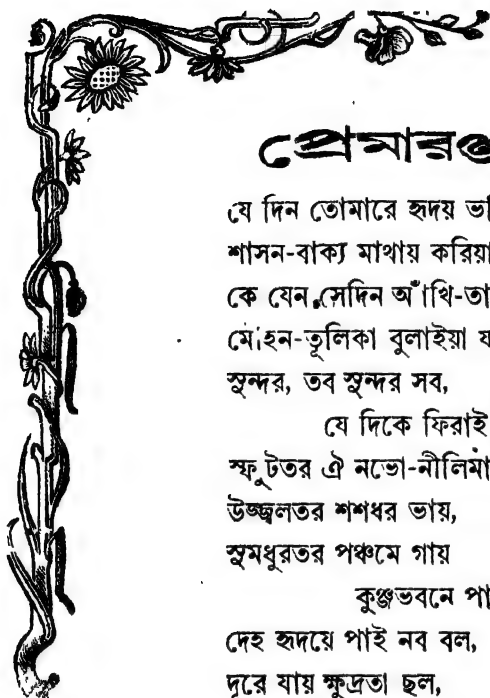 যে দিন তোমারে হৃদয়
শাসন-বাক্য মাথায় করিয়া
কে যেন সেদিন আঁখি-তা
মোহন-তূলিকা বুলাইয়া য
সুন্দর, তব সুন্দর সব,
যে দিকে ফিরাই
স্ফুটতর ঐ নভো-নীলিমা
উজ্জ্বলতর শশধর ভায়,
সুমধুরতর পঞ্চমে গায়
কুঞ্জভবনে পা
দেহ হৃদয়ে পাই নব বল,
দূরে যায় ক্ষুদ্রতা ছল,